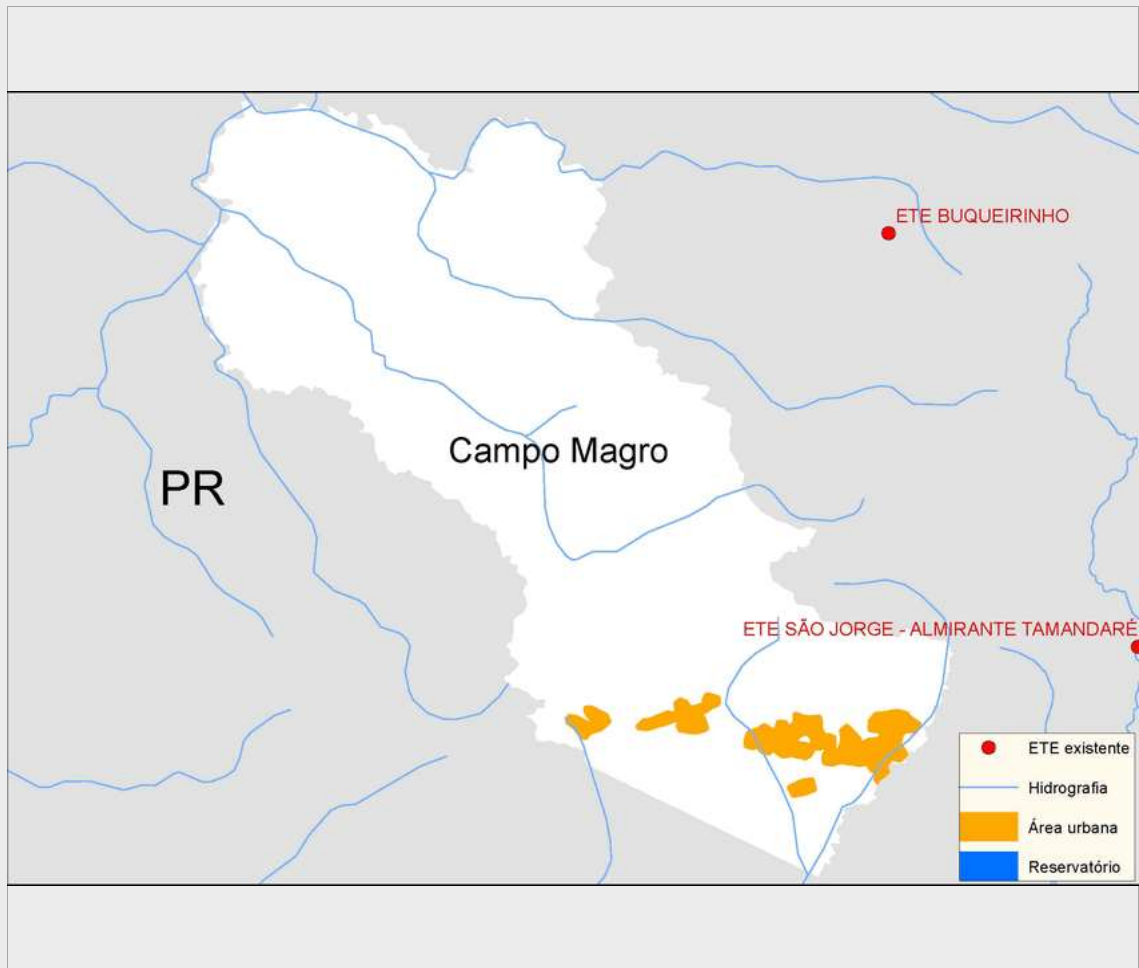 ETE BUQUEIRINHO
Campo Magro
PR
ETE SÃO JORGE - ALMIRANTE TAMANDARÉ
ETE existente
Hidrografia
Área urbana
Reservatório